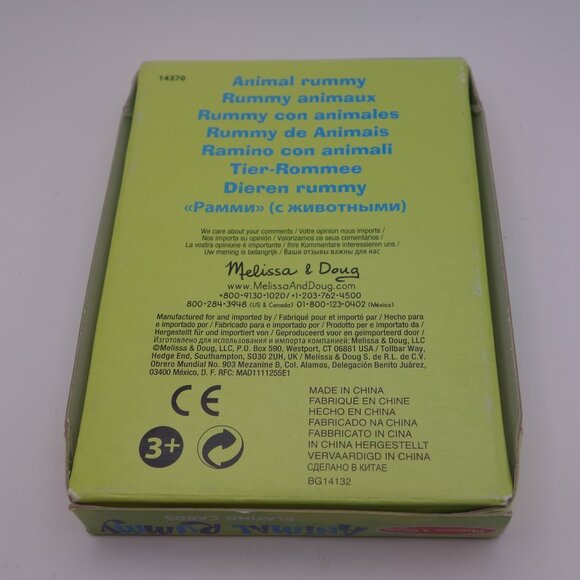 14370
Animal rummy
Rummy animaux
Rummy con animales
Rummy de Animais
Ramino con animali
Tier-Rommee
Dieren rummy
«Рамми» (с животными)
We care about your comments / Votre opinion nous importe /
Nos importa su opinión / Valorizamos os seus comentários /
La vostra opinione è importante / Ihre Kommentare interessieren uns /
Uw mening is belangrijk / Ваши отзывы важны для нас
Melissa & Doug
www.MelissaAndDoug.com
+800-9130-1020/+1-203-762-4500
800-284-3948 (US & Canada) 01-800-123-0402 (México)
Manufactured for and imported by / Fabriqué pour et importé par / Hecho para
e importado por / Fabricado para e importado por / Prodotto per e importato da /
Hergestellt für und importiert von / Geproduceerd voor en geïmporteerd door /
Изготовлено для использования и импорта компанией: Melissa & Doug, LLC
©Melissa & Doug, LLC, P.O. Box 590, Westport, CT 06881 USA / Tollbar Way,
Hedge End, Southampton, SO30 2UH, UK / Melissa & Doug S. de R.L. de C.V.
Obrero Mundial No. 903 Mezanine B, Col. Alamos, Delegación Benito Juárez,
03400 México, D. F. RFC: MAD1111255E1
CE
3+
MADE IN CHINA
FABRIQUÉ EN CHINE
HECHO EN CHINA
FABRICADO NA CHINA
FABBRICATO IN CINA
IN CHINA HERGESTELLT
VERVAARDIGD IN CHINA
СДЕЛАНО В КИТАЕ
BG14132
ANIMAL RUMMY
PLAYING CARDS
Melissa & Doug